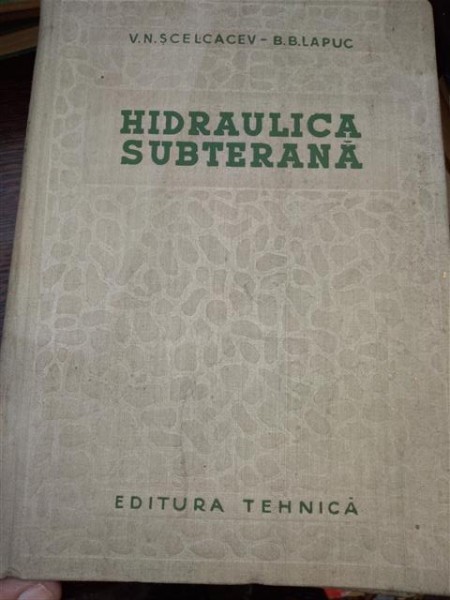 V.N.ȘCELCACEV-B.B.LAPUC
HIDRAULICA
SUBTERANĂ
EDITURA TEHNICĂ